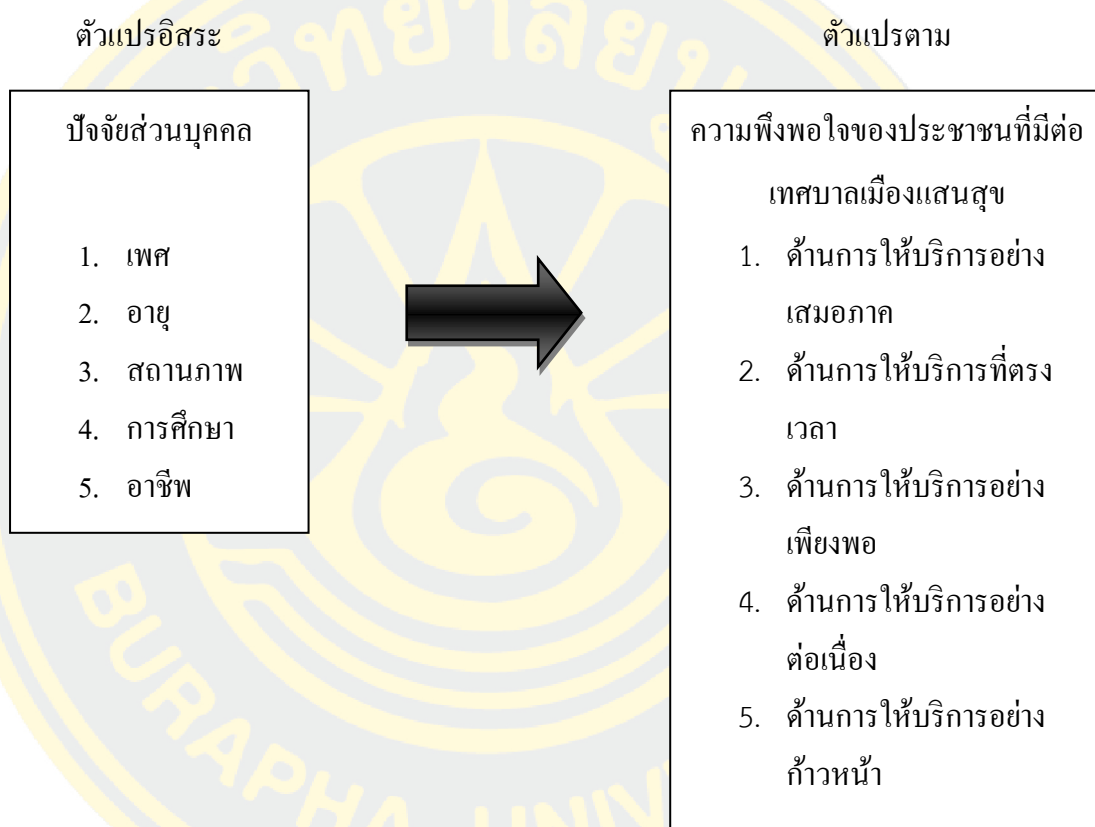 ตัวแปรอิสระ
ตัวแปรตาม
ปัจจัยส่วนบุคคล
1. เพศ
2. อายุ
3. สถานภาพ
4. การศึกษา
5. อาชีพ
ความพึงพอใจของประชาชนที่มีต่อ
เทศบาลเมืองแสนสุข
1. ด้านการให้บริการอย่าง
เสมอภาค
2. ด้านการให้บริการที่ตรง
เวลา
3. ด้านการให้บริการอย่าง
เพียงพอ
4. ด้านการให้บริการอย่าง
ต่อเนื่อง
5. ด้านการให้บริการอย่าง
ก้าวหน้า
BURAPHA UNIV